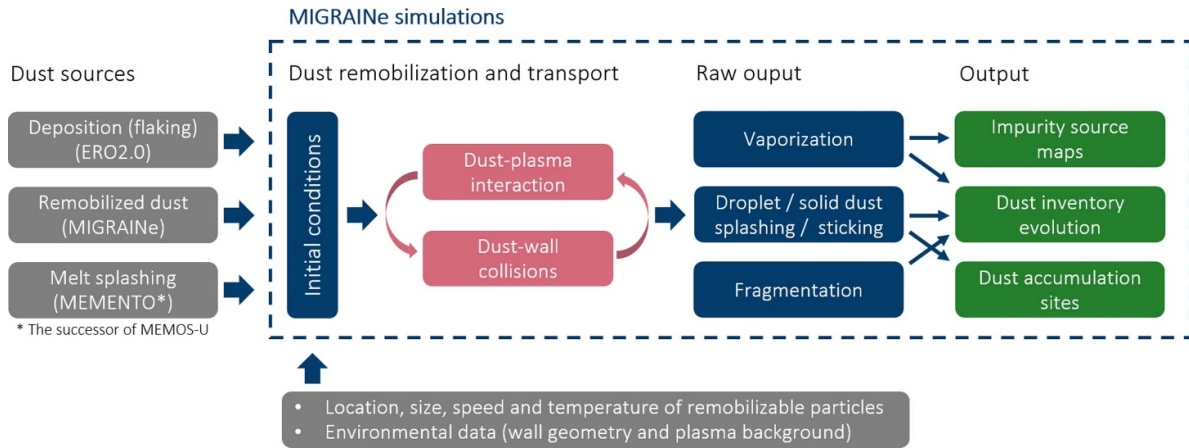 MIGRAINe simulations
Dust sources
Deposition (flaking)
(ERO2.0)
Remobilized dust
(MIGRAINe)
Melt splashing
(MEMENTO*)
* The successor of MEMOS-U
Dust remobilization and transport
Initial conditions
Dust-plasma
interaction
Dust-wall
collisions
Raw ouput
Vaporization
Droplet / solid dust
splashing / sticking
Fragmentation
Output
Impurity source
maps
Dust inventory
evolution
Dust accumulation
sites
• Location, size, speed and temperature of remobilizable particles
• Environmental data (wall geometry and plasma background)